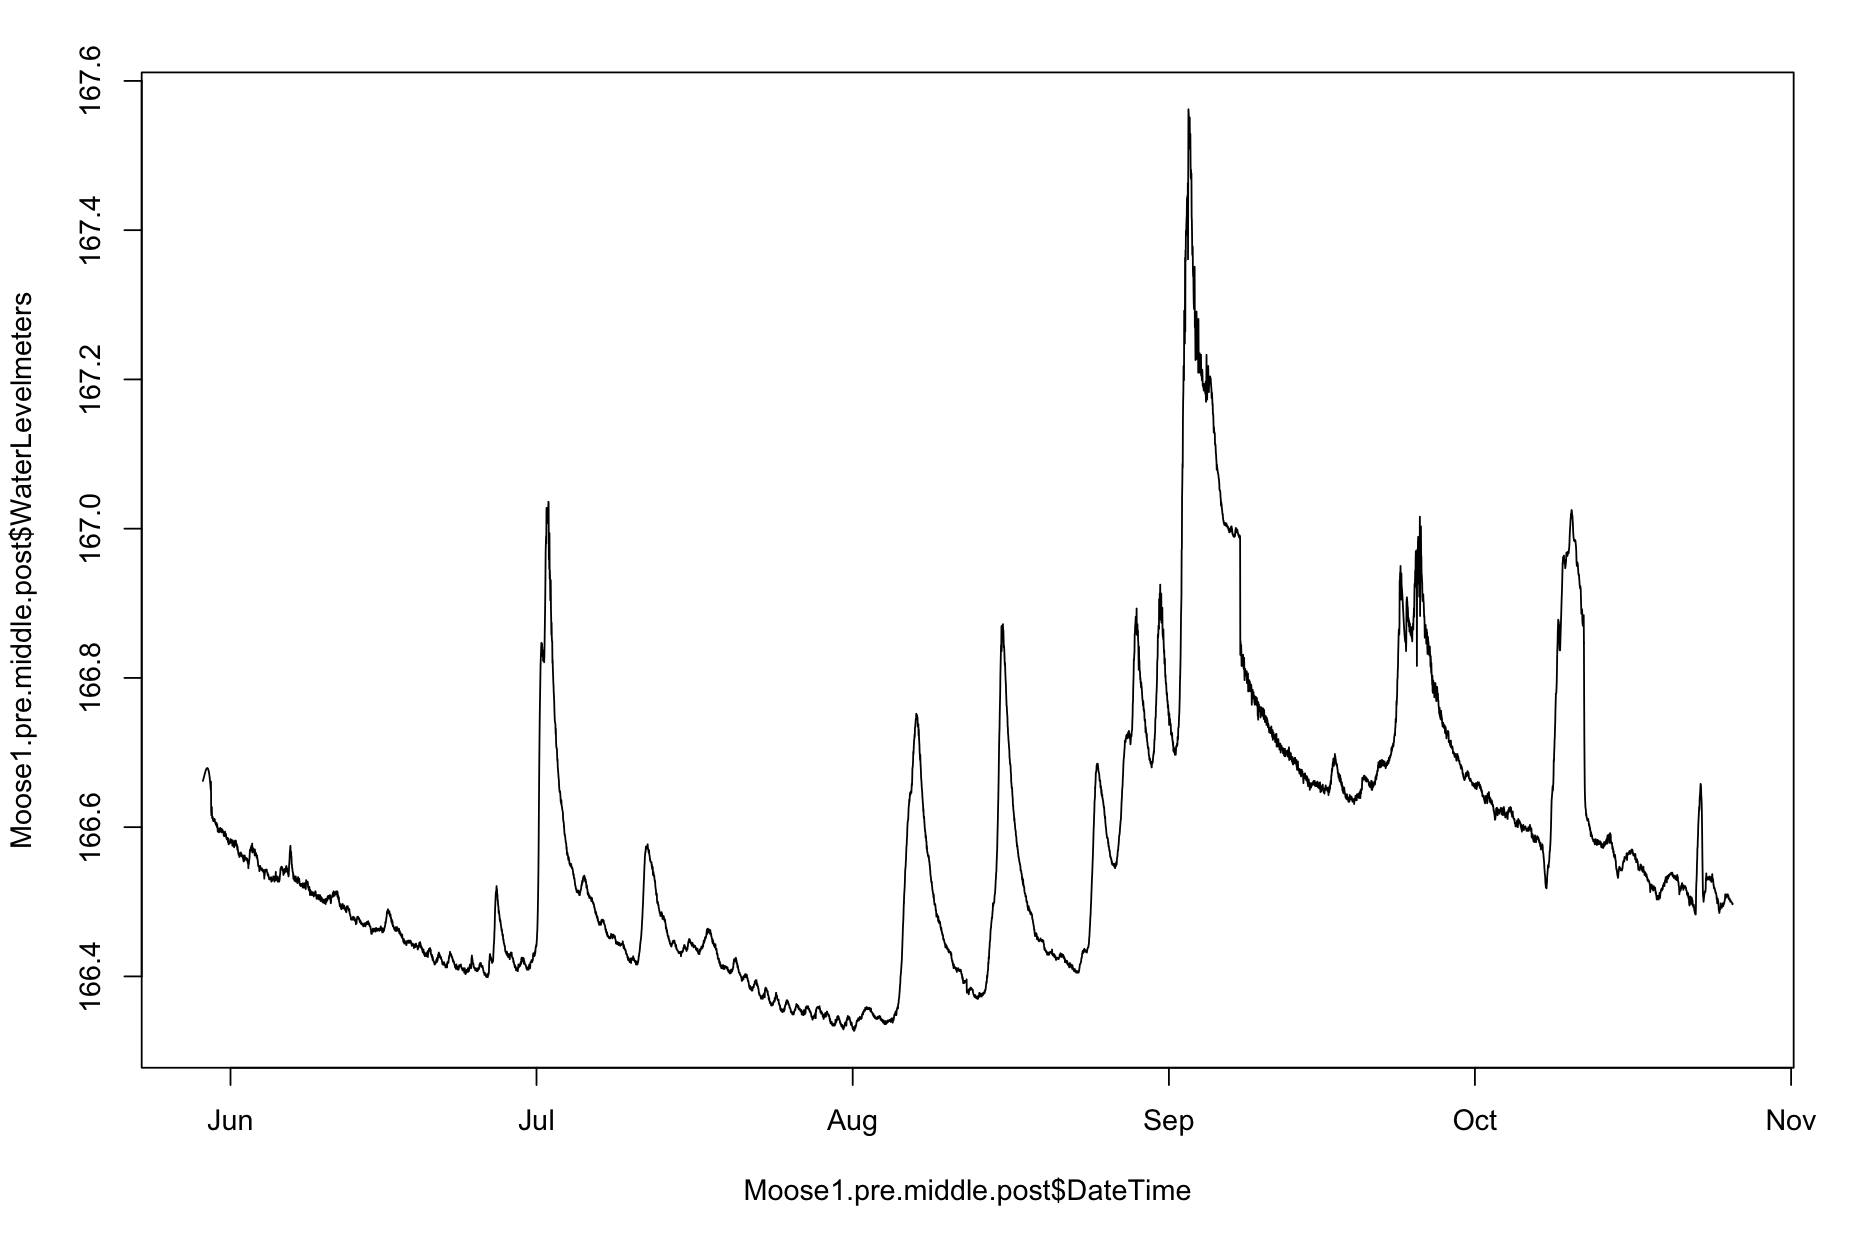 167.6
167.4
167.2
167.0
166.8
166.6
166.4
Moose1.pre.middle.post$WaterLevelmeters
Jun Jul Aug Sep Oct Nov
Moose1.pre.middle.post$DateTime